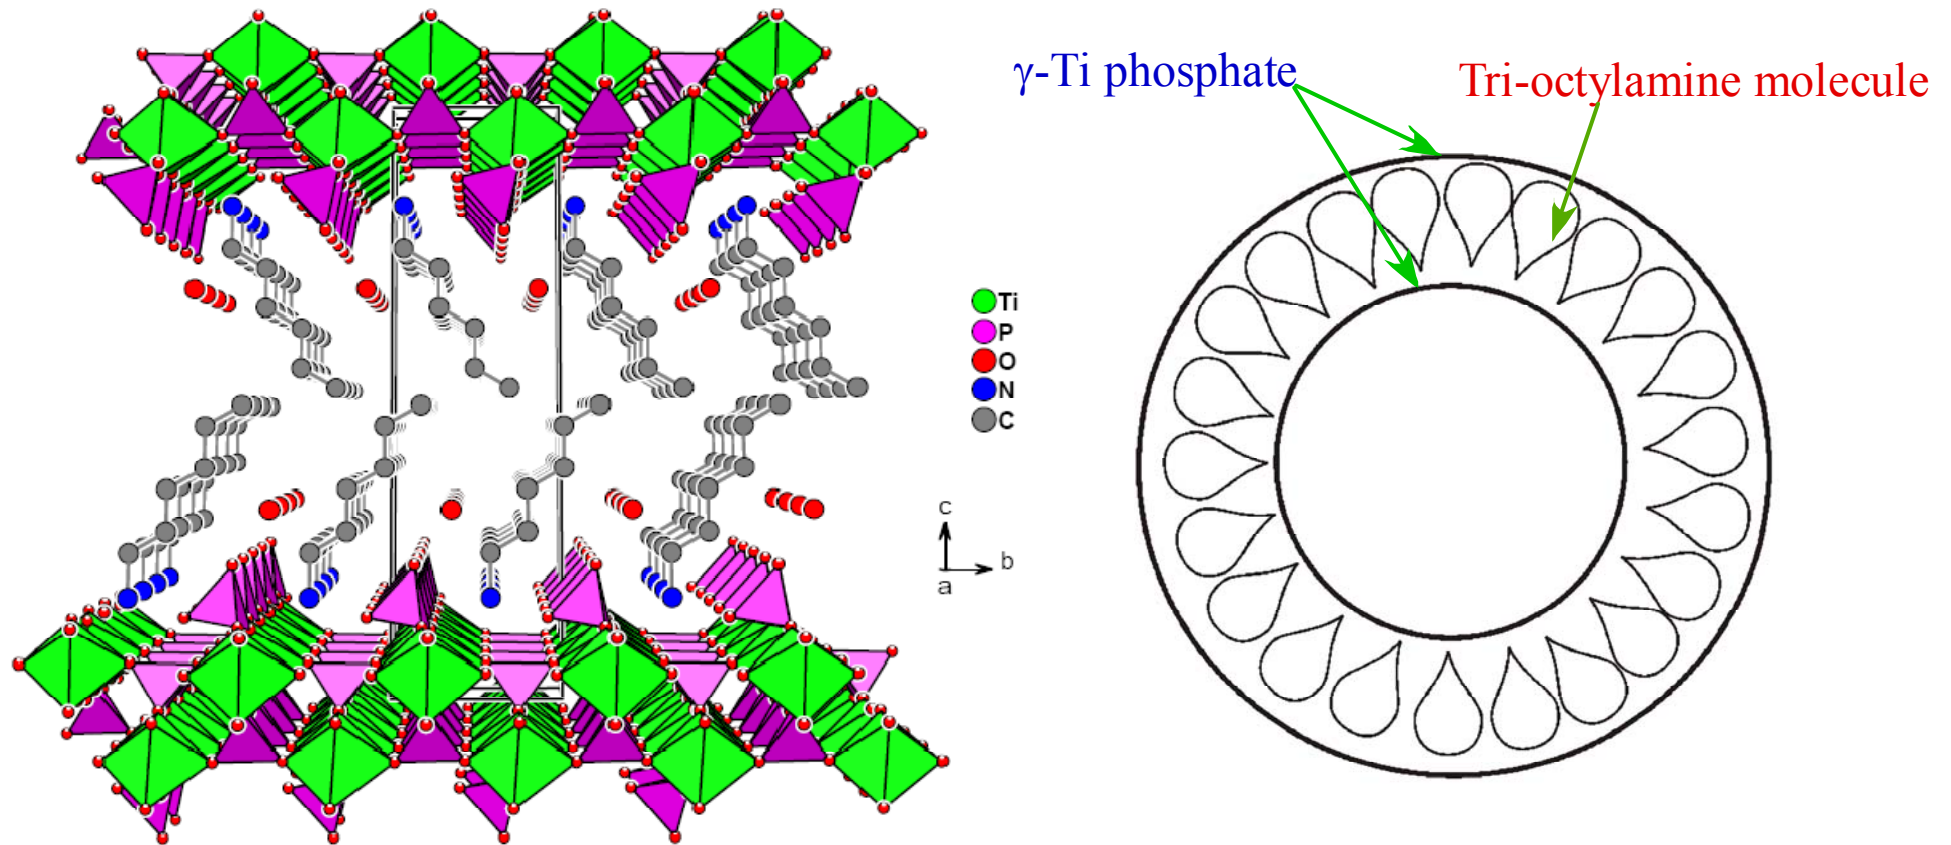 γ-Ti phosphate
Tri-octylamine molecule
Ti
P
O
N
C
c
b
a